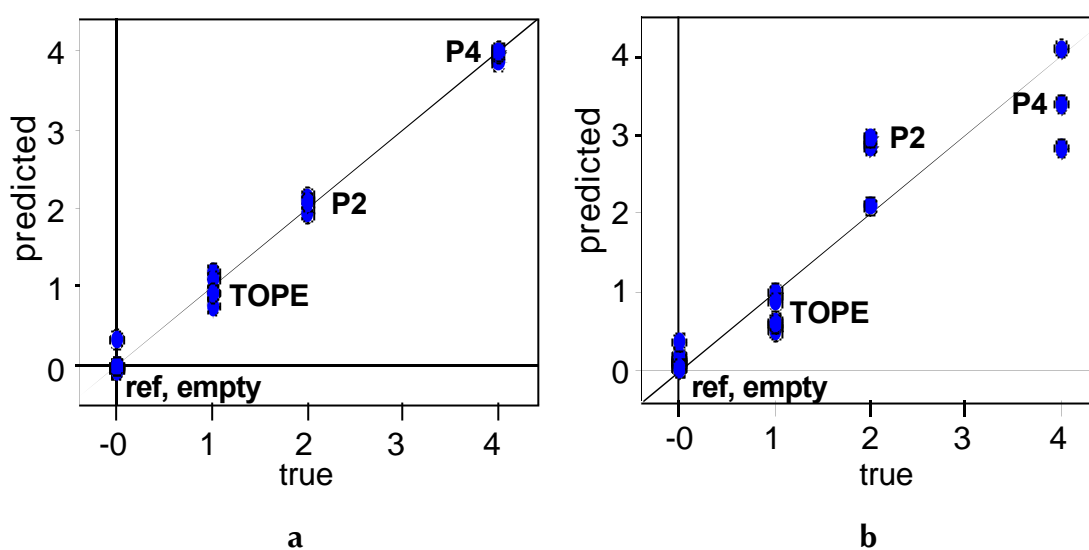 predicted
4
3
2
1
0
P4
P2
TOPE
ref, empty
-0 1 2 3 4
true
a
predicted
4
3
2
1
0
P4
P2
TOPE
ref, empty
-0 1 2 3 4
true
b